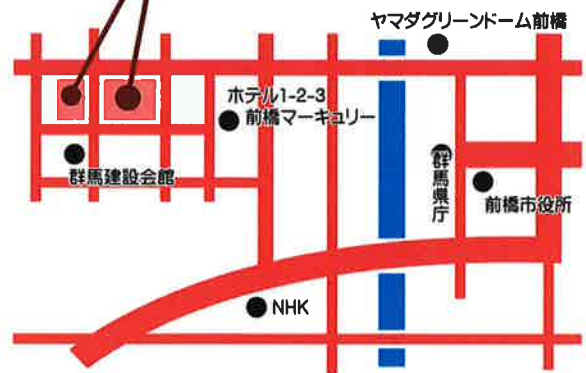 ヤマダグリーンドーム前橋
ホテル1-2-3
前橋マーキュリー
群馬建設会館
群馬県庁
前橋市役所
NHK